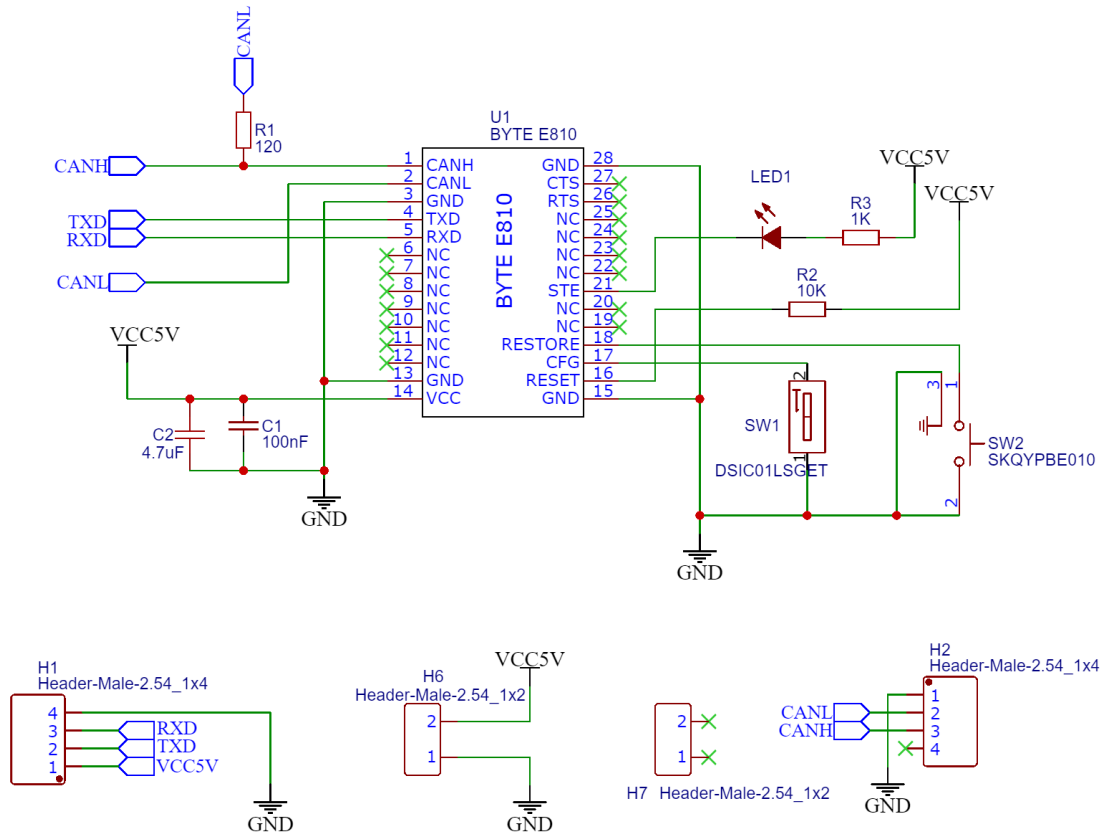 CANL
R1
120
CANH
TXD
RXD
CANL
VCC5V
C2
4.7uF
C1
100nF
GND
U1
BYTE E810
BYTE E810
1 CANH
2 CANL
3 GND
4 TXD
5 RXD
6 NC
7 NC
8 NC
9 NC
10 NC
11 NC
12 NC
13 GND
14 VCC
GND 28
CTS 27
RTS 26
NC 25
NC 24
NC 23
NC 22
STE 21
NC 20
NC 19
RESTORE 18
CFG 17
RESET 16
GND 15
LED1
R3
1K
VCC5V
VCC5V
R2
10K
2
SW1
1
DSIC01LSGET
3
1
SW2
SKQYPBE010
2
GND
H1
Header-Male-2.54_1x4
4
3 RXD
2 TXD
1 VCC5V
GND
VCC5V
H6
Header-Male-2.54_1x2
2
1
GND
2
1
H7 Header-Male-2.54_1x2
H2
Header-Male-2.54_1x4
1
CANL 2
CANH 3
4
GND